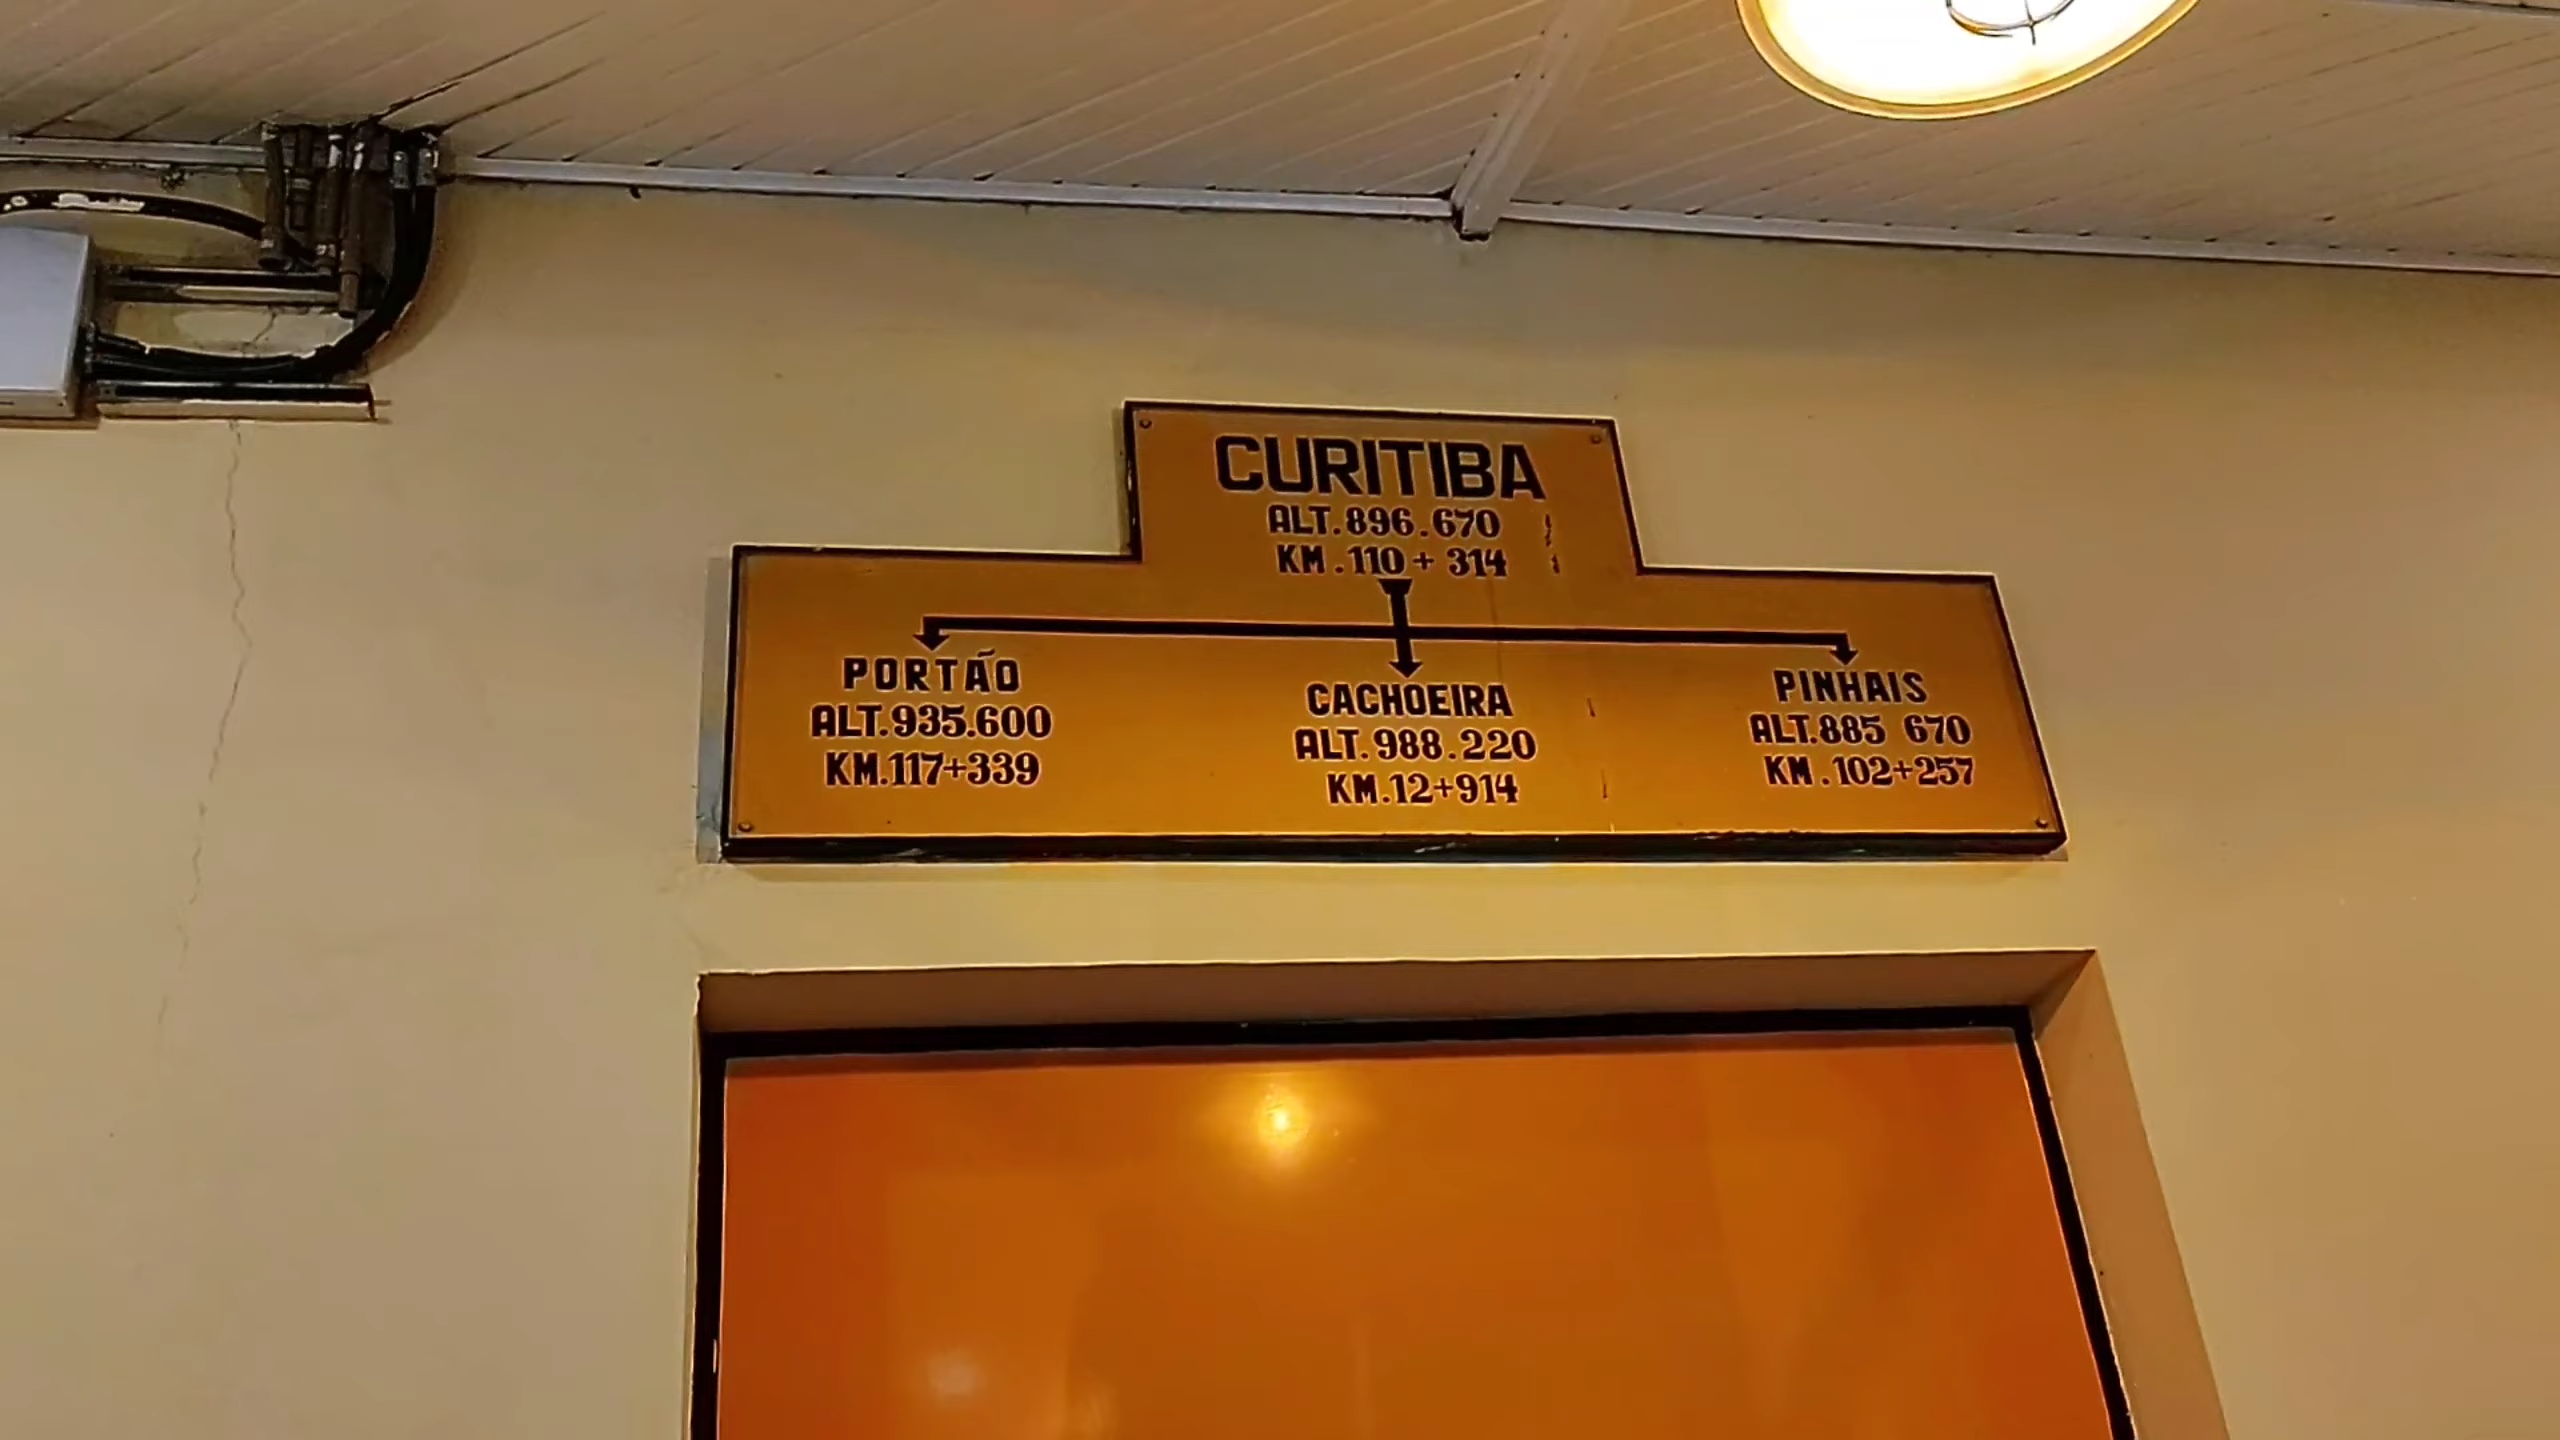 CURITIBA
ALT.896.670
KM.110+314
PORTÃO
ALT.935.600
KM.117+339
CACHOEIRA
ALT.988.220
KM.12+914
PINHAIS
ALT.885 670
KM.102+257